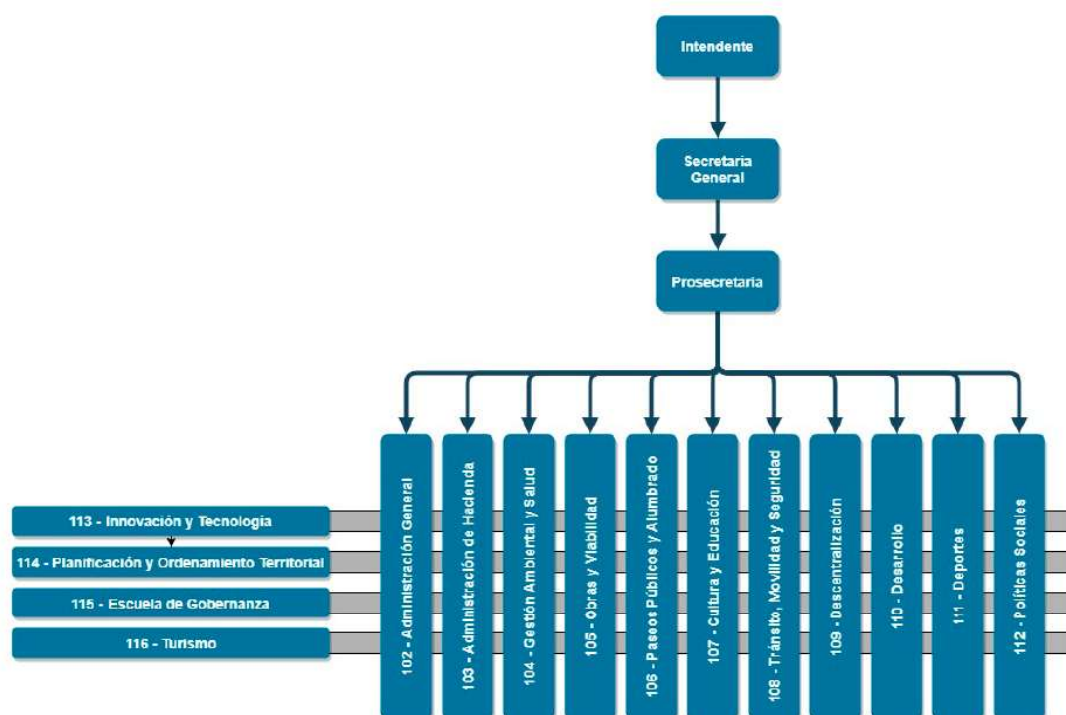 Intendente
Secretaria
General
Prosecretaria
113 - Innovación y Tecnología
114 - Planificación y Ordenamiento Territorial
115 - Escuela de Gobernanza
116 - Turismo
102 - Administración General
103 - Administración de Hacienda
104 - Gestión Ambiental y Salud
105 - Obras y Viabilidad
106 - Paseos Públicos y Alumbrado
107 - Cultura y Educación
108 - Tránsito, Movilidad y Seguridad
109 - Descentralización
110 - Desarrollo
111 - Deportes
112 - Políticas Sociales